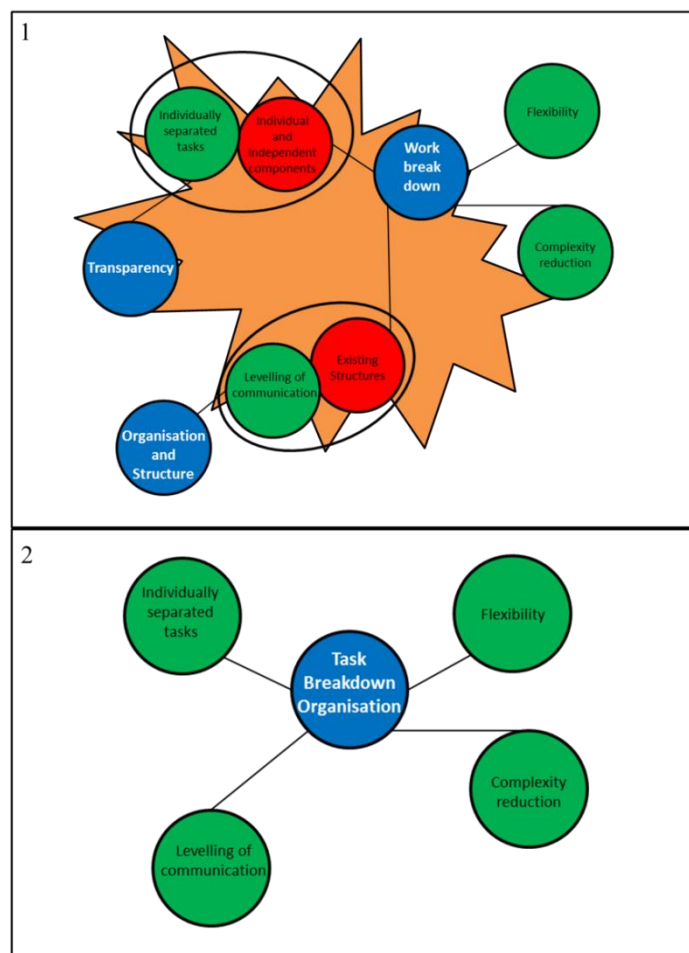 1
Individually
separated
tasks
Individual
and
Independent
components
Work
break
down
Flexibility
Transparency
Complexity
reduction
Existing
Structures
Levelling of
communication
Organisation
and
Structure
2
Individually
separated
tasks
Flexibility
Task
Breakdown
Organisation
Complexity
reduction
Levelling of
communication